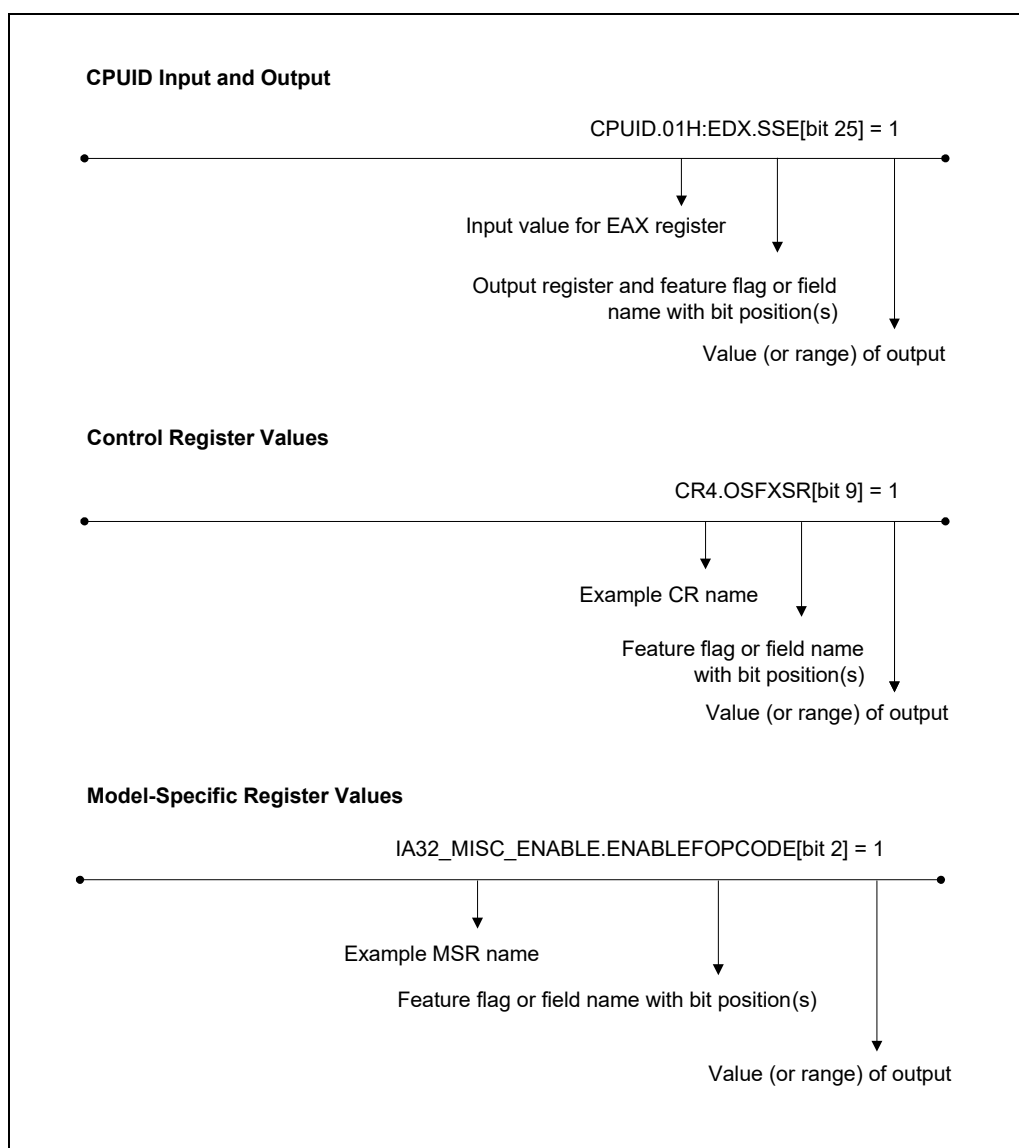 CPUID Input and Output
CPUID.01H:EDX.SSE[bit 25] = 1
Input value for EAX register
Output register and feature flag or field
name with bit position(s)
Value (or range) of output
Control Register Values
CR4.OSFXSR[bit 9] = 1
Example CR name
Feature flag or field name
with bit position(s)
Value (or range) of output
Model-Specific Register Values
IA32_MISC_ENABLE.ENABLEFOPCODE[bit 2] = 1
Example MSR name
Feature flag or field name with bit position(s)
Value (or range) of output